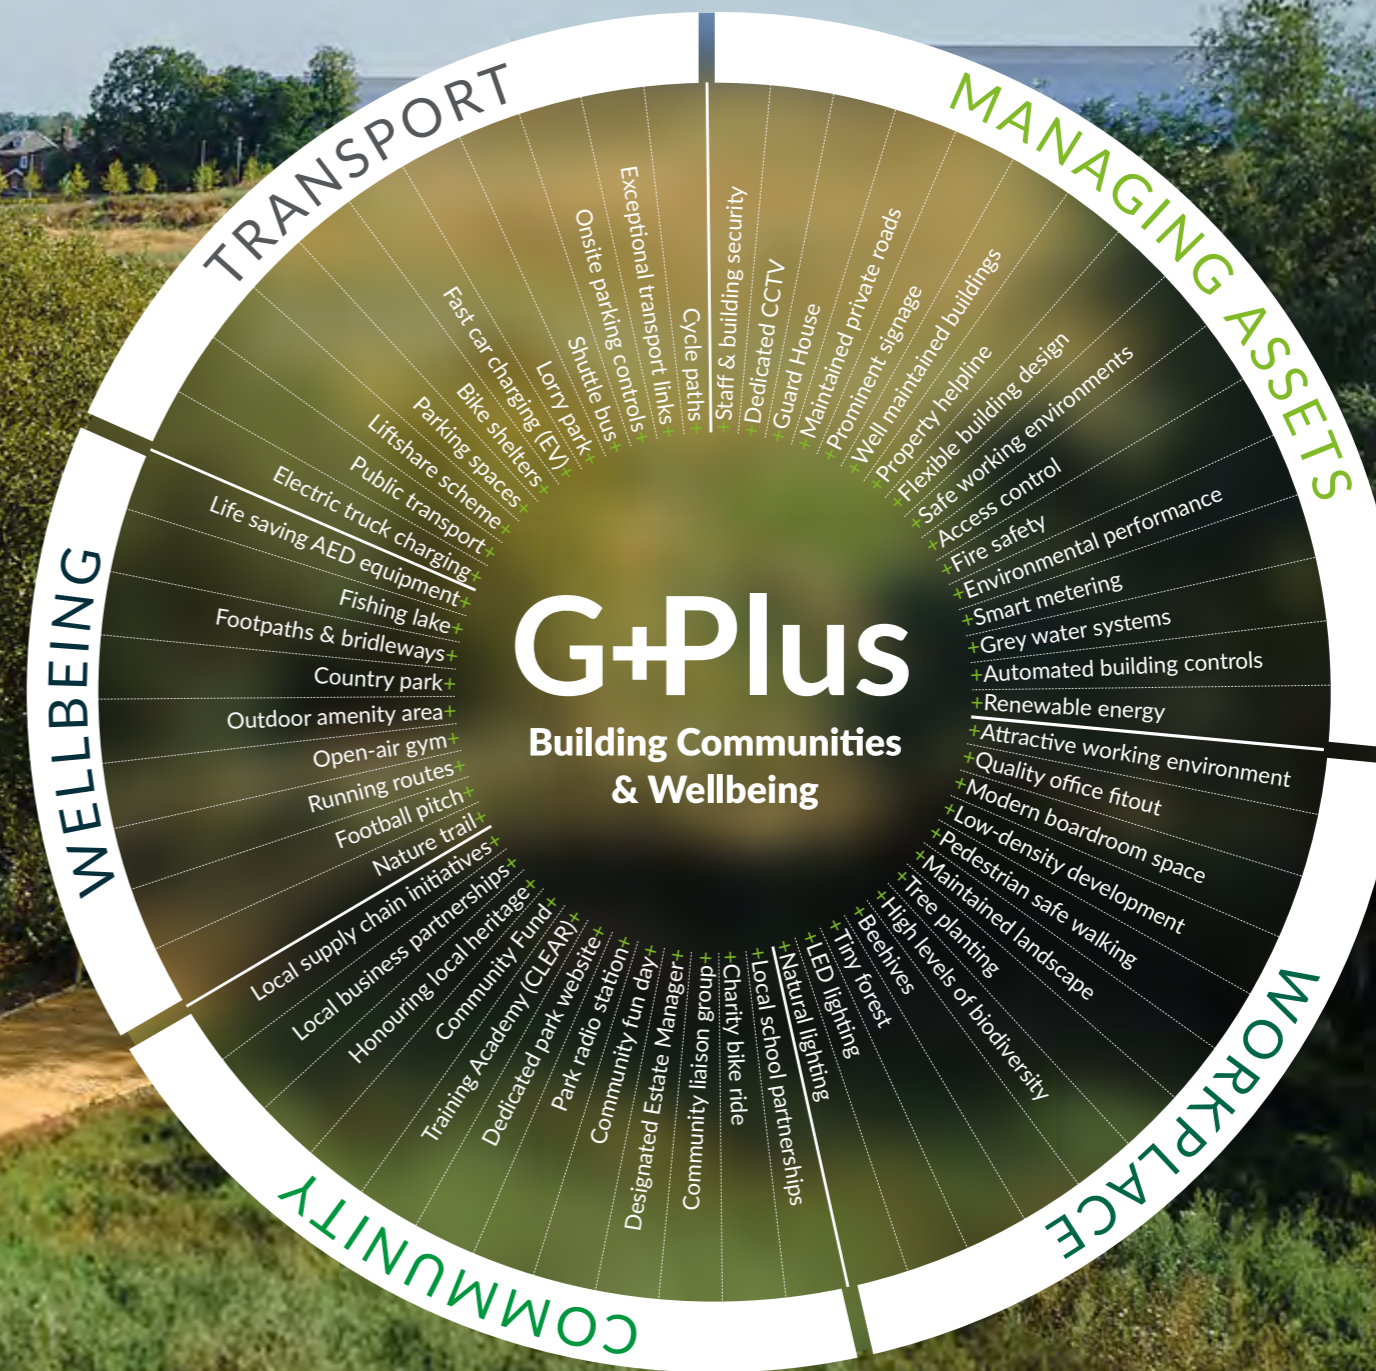 G+Plus
Building Communities
& Wellbeing
MANAGING ASSETS
+Staff & building security
+Dedicated CCTV
+Guard House
+Maintained private roads
+Prominent signage
+Well maintained buildings
+Property helpline
+Flexible building design
+Safe working environments
+Access control
+Fire safety
+Environmental performance
+Smart metering
+Grey water systems
+Automated building controls
+Renewable energy
WORKPLACE
+Attractive working environment
+Quality office fitout
+Modern boardroom space
+Low-density development
+Pedestrian safe walking
+Maintained landscape
+Tree planting
+High levels of biodiversity
+Beehives
+Tiny forest
+LED lighting
+Natural lighting
COMMUNITY
+Local school partnerships
+Charity bike ride
Community liaison group+
Designated Estate Manager+
Community fun day+
Park radio station+
Dedicated park website+
Training Academy (CLEAR)+
Community Fund+
Honouring local heritage+
Local business partnerships+
Local supply chain initiatives+
WELLBEING
Nature trail+
Football pitch+
Running routes+
Open-air gym+
Outdoor amenity area+
Country park+
Footpaths & bridleways+
Fishing lake+
Life saving AED equipment+
TRANSPORT
Electric truck charging+
Public transport+
Liftshare scheme+
Parking spaces+
Bike shelters+
Fast car charging (EV)+
Lorry park+
Shuttle bus+
Onsite parking controls+
Exceptional transport links+
Cycle paths+